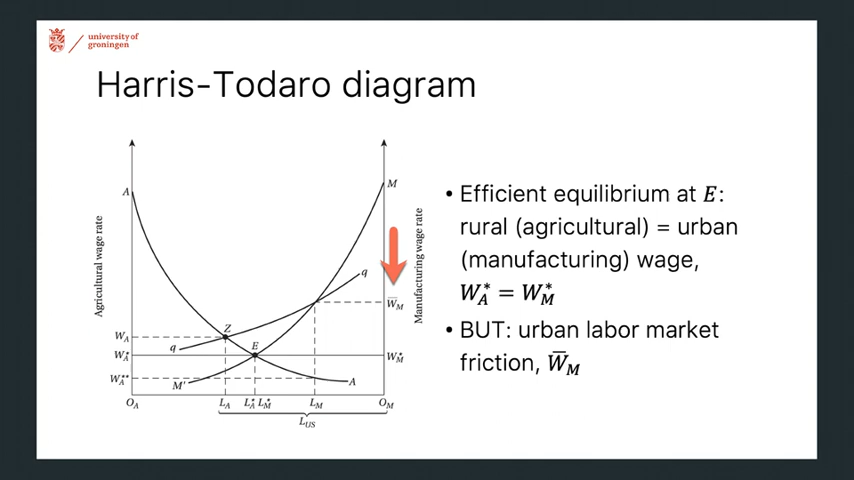 university of
groningen
Harris-Todaro diagram
A
M
Agricultural wage rate
Manufacturing wage rate
q
W̅_M
Z
W_A
q
E
W_A^*
W_M^*
W_A^**
M'
A
O_A
L_A
L_A^* L_M^*
L_M
O_M
L_US
• Efficient equilibrium at E:
rural (agricultural) = urban
(manufacturing) wage,
W_A^* = W_M^*
• BUT: urban labor market
friction, W̅_M